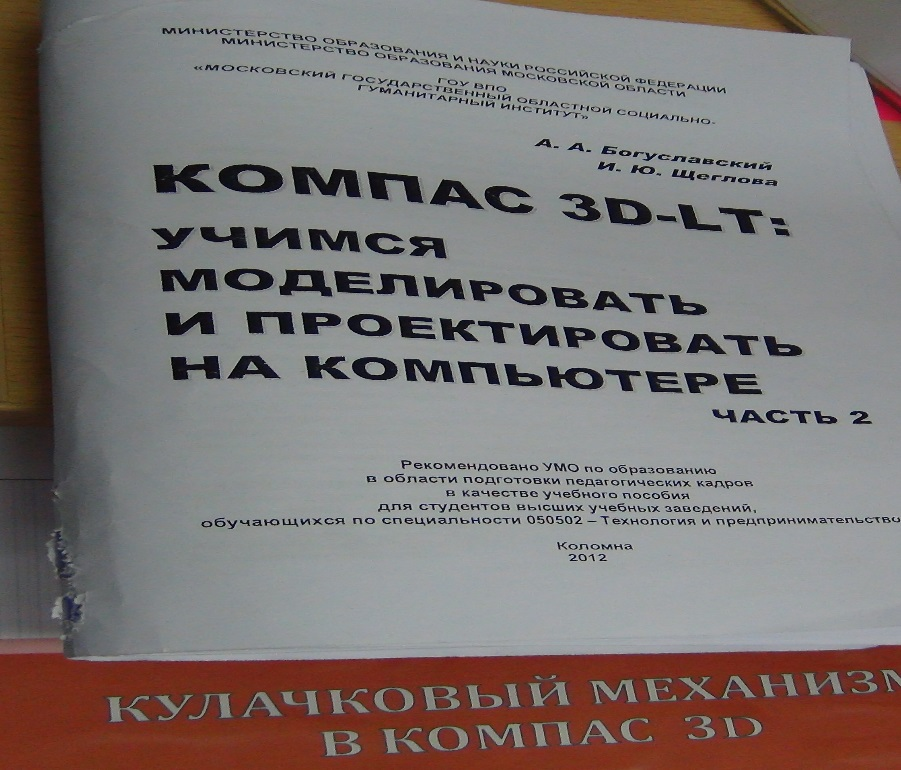 МИНИСТЕРСТВО ОБРАЗОВАНИЯ И НАУКИ РОССИЙСКОЙ ФЕДЕРАЦИИ
МИНИСТЕРСТВО ОБРАЗОВАНИЯ МОСКОВСКОЙ ОБЛАСТИ
ГОУ ВПО
«МОСКОВСКИЙ ГОСУДАРСТВЕННЫЙ ОБЛАСТНОЙ СОЦИАЛЬНО-
ГУМАНИТАРНЫЙ ИНСТИТУТ»
А. А. Богуславский
И. Ю. Щеглова
КОМПАС 3D-LT:
УЧИМСЯ
МОДЕЛИРОВАТЬ
И ПРОЕКТИРОВАТЬ
НА КОМПЬЮТЕРЕ
ЧАСТЬ 2
Рекомендовано УМО по образованию
в области подготовки педагогических кадров
в качестве учебного пособия
для студентов высших учебных заведений,
обучающихся по специальности 050502 – Технология и предпринимательство
Коломна
2012
КУЛАЧКОВЫЙ МЕХАНИЗМ
В КОМПАС 3D